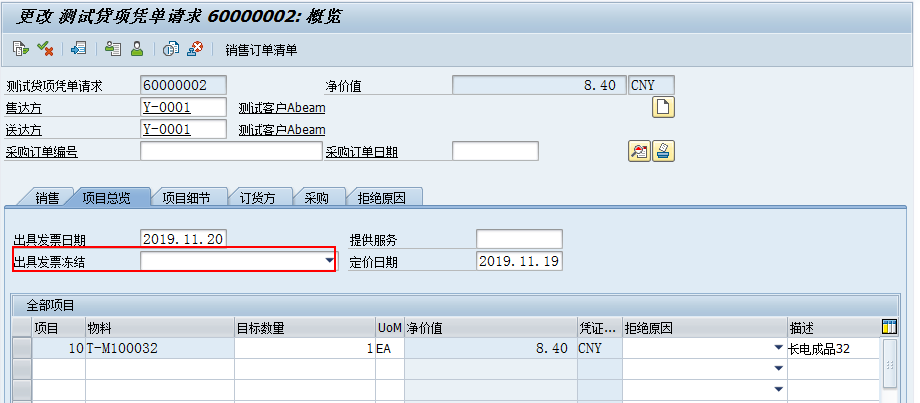 更改 测试贷项凭单请求 60000002: 概览
销售订单清单
测试贷项凭单请求 60000002 净价值 8.40 CNY
售达方 Y-0001 测试客户Abeam
送达方 Y-0001 测试客户Abeam
采购订单编号 采购订单日期
销售 项目总览 项目细节 订货方 采购 拒绝原因
出具发票日期 2019.11.20 提供服务
出具发票冻结 定价日期 2019.11.19
全部项目
项目 物料 目标数量 UoM 净价值 凭证... 拒绝原因 描述
10 T-M100032 1 EA 8.40 CNY 长电成品32